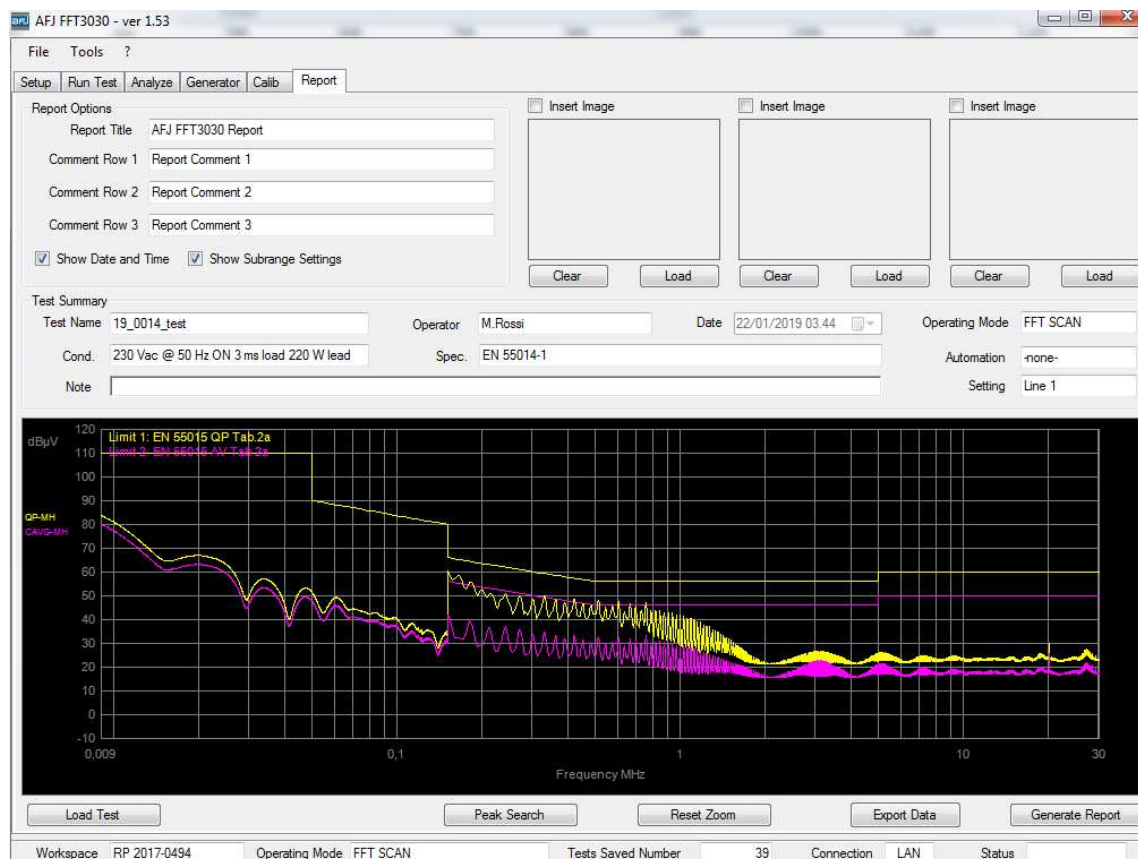 AFJ FFT3030 - ver 1.53
File Tools ?
Setup Run Test Analyze Generator Calib Report
Report Options
Report Title AFJ FFT3030 Report
Comment Row 1 Report Comment 1
Comment Row 2 Report Comment 2
Comment Row 3 Report Comment 3
Show Date and Time Show Subrange Settings
Insert Image Insert Image Insert Image
Clear Load Clear Load Clear Load
Test Summary
Test Name 19_0014_test Operator M.Rossi Date 22/01/2019 03.44 Operating Mode FFT SCAN
Cond. 230 Vac @ 50 Hz ON 3 ms load 220 W lead Spec. EN 55014-1 Automation -none-
Note Setting Line 1
dBµV
Limit 1: EN 55015 QP Tab.2a
Limit 2: EN 55015 AV Tab.2a
QP-MH
CAVG-MH
120
110
100
90
80
70
60
50
40
30
20
10
0
-10
0,009 0,1 1 10 30
Frequency MHz
Load Test Peak Search Reset Zoom Export Data Generate Report
Workspace RP 2017-0494 Operating Mode FFT SCAN Tests Saved Number 39 Connection LAN Status